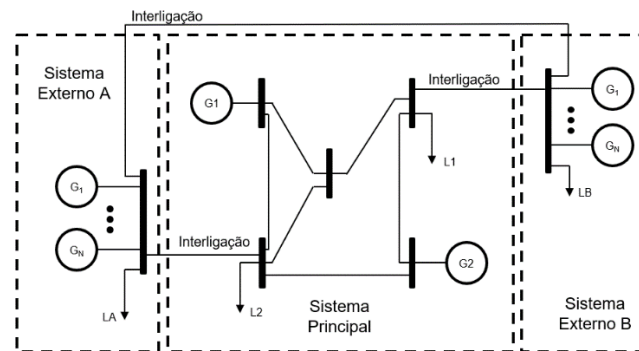 Interligação
Sistema
Externo A
G1
GN
LA
Interligação
G1
L2
Sistema
Principal
L1
G2
Interligação
G1
GN
LB
Sistema
Externo B